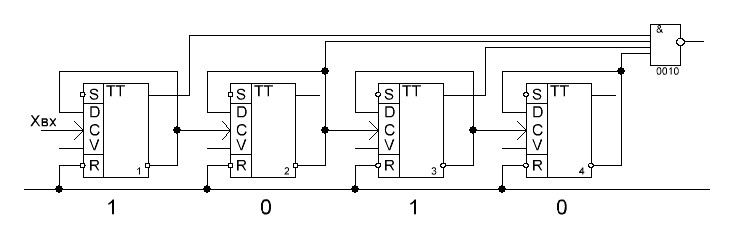 &
0010
S TT S TT S TT S TT
D D D D
Xвх C C C C
V V V V
R 1 R 2 R 3 R 4
1 0 1 0